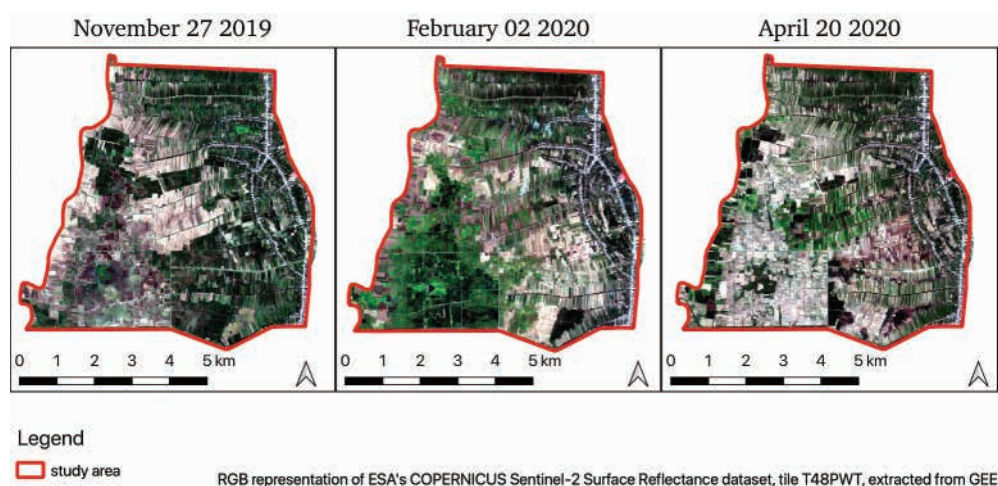 November 27 2019
February 02 2020
April 20 2020
0 1 2 3 4 5 km
0 1 2 3 4 5 km
0 1 2 3 4 5 km
Legend
study area
RGB representation of ESA's COPERNICUS Sentinel-2 Surface Reflectance dataset, tile T48PWT, extracted from GEE